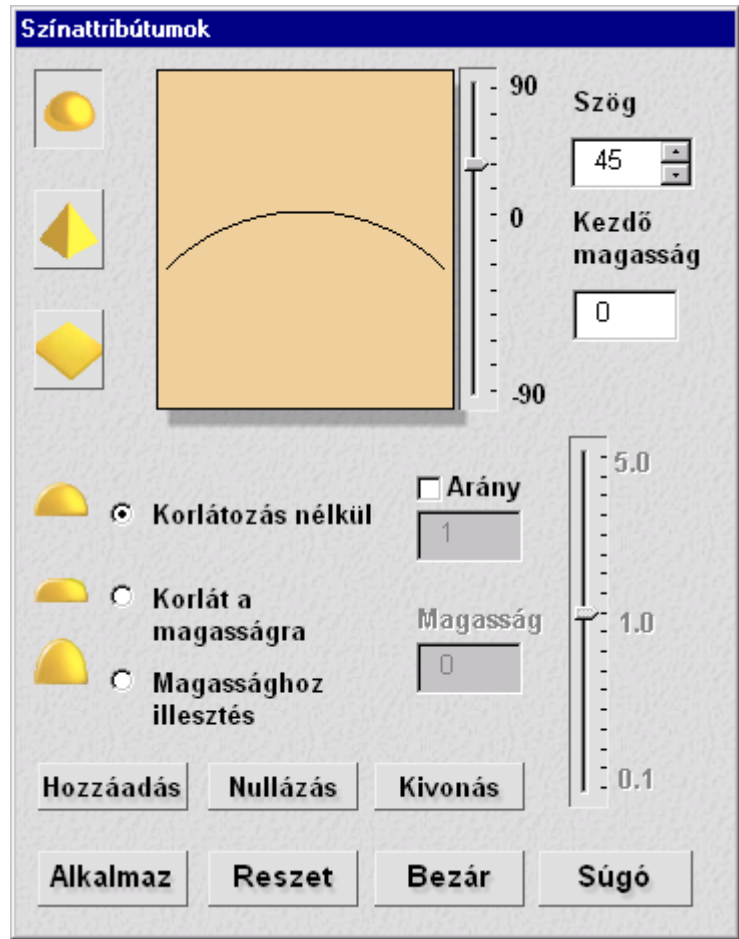 Színattribútumok
90
0
-90
Szög
45
Kezdő
magasság
0
Korlátozás nélkül
Korlát a
magasságra
Magassághoz
illesztés
Arány
1
Magasság
0
5.0
1.0
0.1
Hozzáadás
Nullázás
Kivonás
Alkalmaz
Reszet
Bezár
Súgó